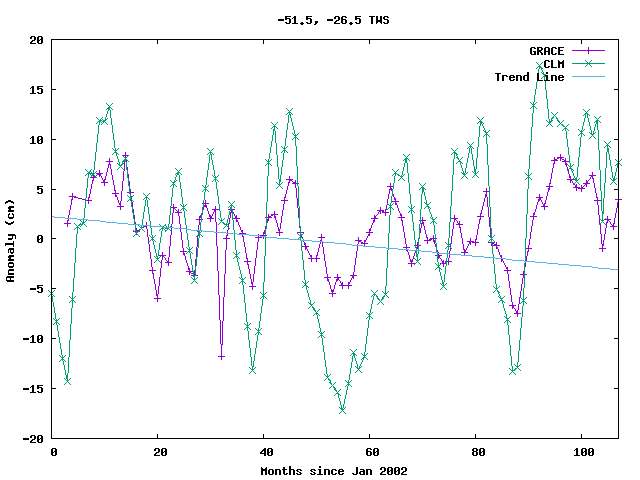 -51.5, -26.5 TWS
GRACE
CLM
Trend Line
20
15
10
5
0
-5
-10
-15
-20
Anomaly (cm)
0 20 40 60 80 100
Months since Jan 2002